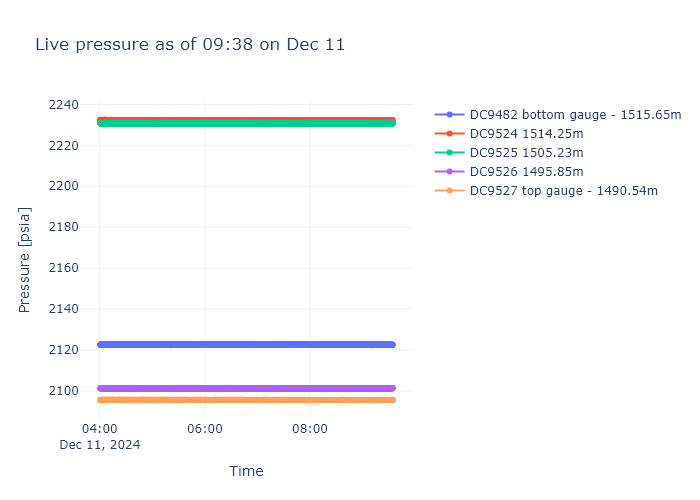 Live pressure as of 09:38 on Dec 11
2240
2220
2200
2180
2160
2140
2120
2100
Pressure [psia]
04:00
Dec 11, 2024
06:00
08:00
Time
DC9482 bottom gauge - 1515.65m
DC9524 1514.25m
DC9525 1505.23m
DC9526 1495.85m
DC9527 top gauge - 1490.54m